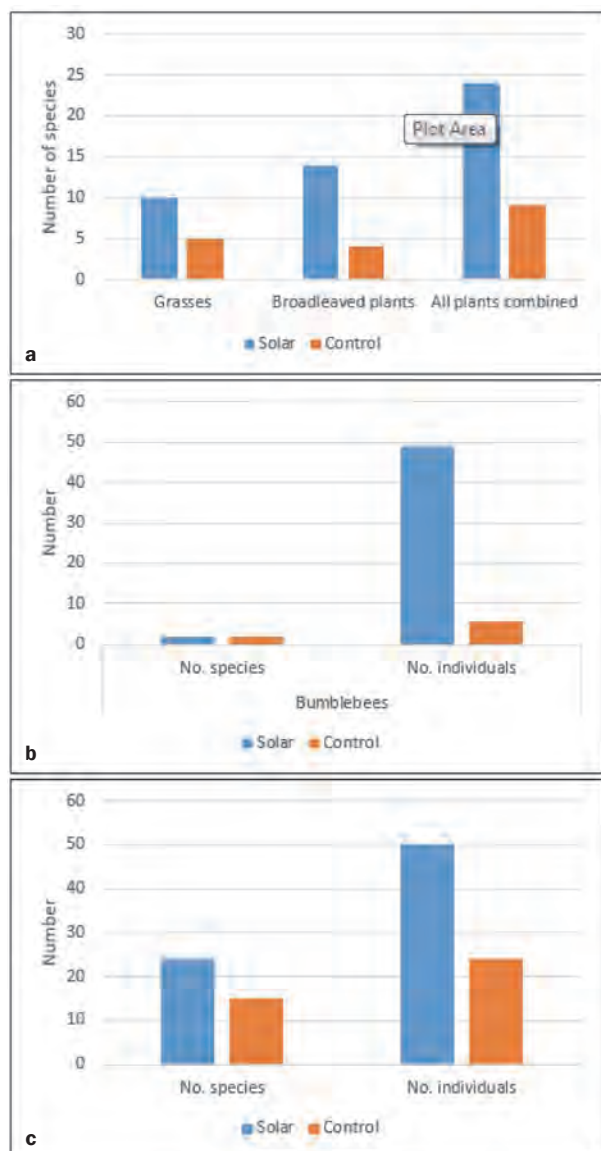 30
25
20
15
10
5
0
Number of species
Plot Area
Grasses Broadleaved plants All plants combined
Solar Control
a
60
50
40
30
20
10
0
Number
No. species No. individuals
Bumblebees
Solar Control
b
60
50
40
30
20
10
0
Number
No. species No. individuals
Solar Control
c